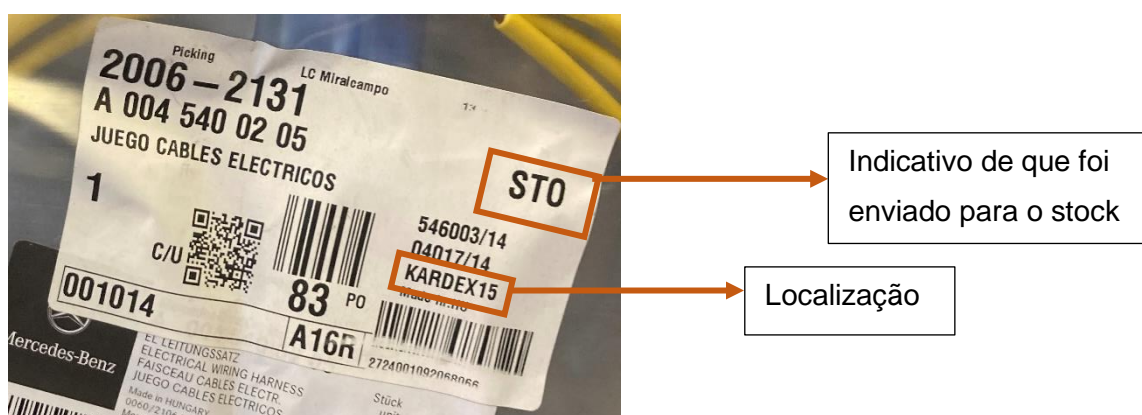 Picking
2006-2131
LC Miralcampo
A 004 540 02 05
JUEGO CABLES ELECTRICOS
STO
1
546003/14
04017/14
C/U
KARDEX15
83 PO
001014
A16R
2724001092068066
Mercedes-Benz
EL LEITUNGSSATZ
ELECTRICAL WIRING HARNESS
FAISCEAU CABLES ELECTR.
JUEGO CABLES ELECTRICOS
Made in HUNGARY
Stück
Indicativo de que foi
enviado para o stock
Localização